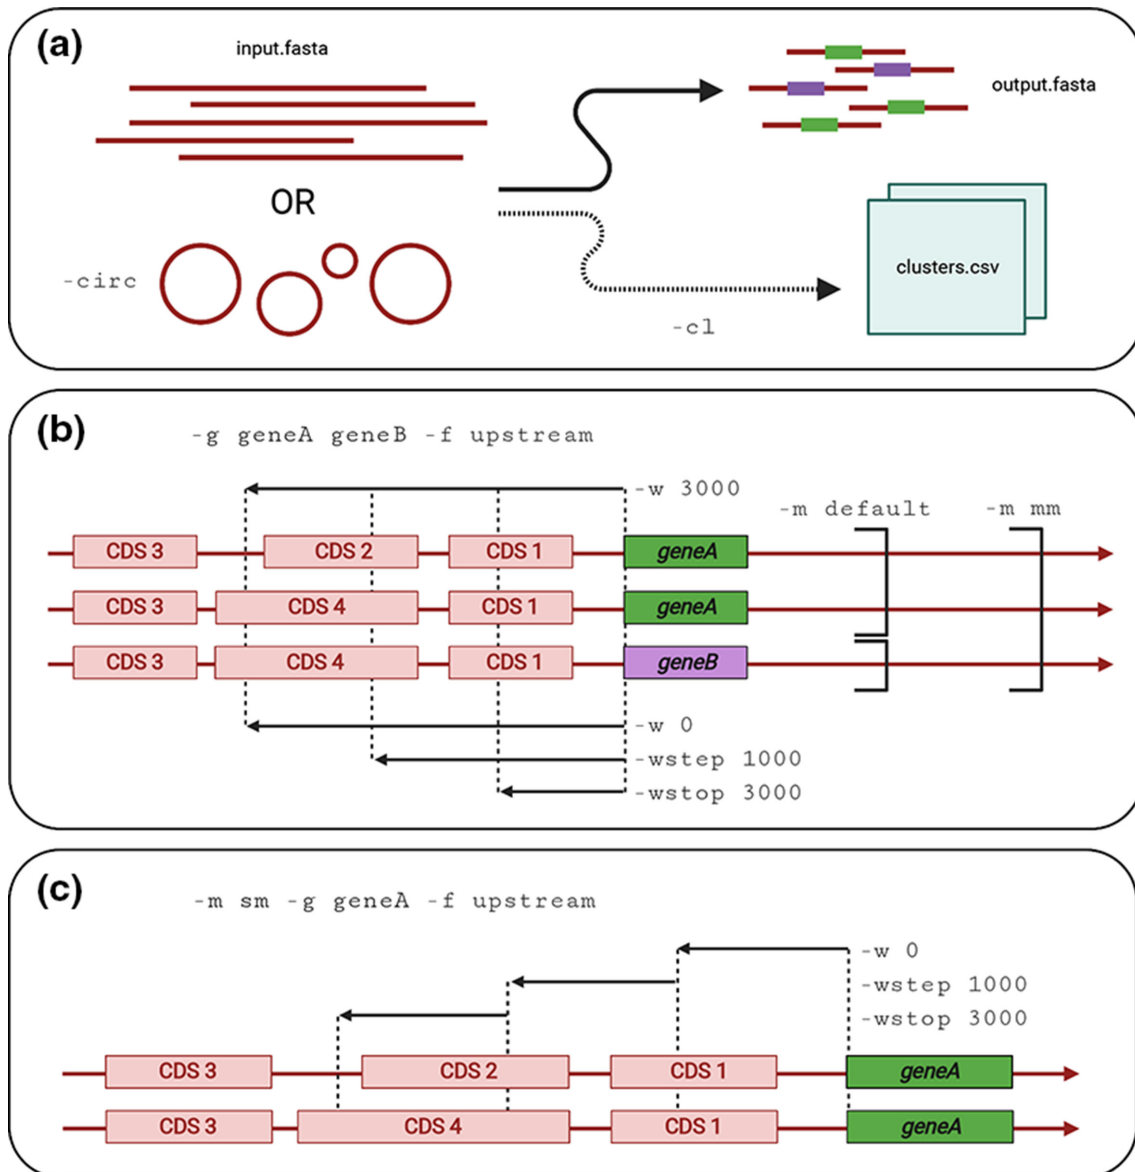 (a)
input.fasta
output.fasta
OR
-circ
clusters.csv
-cl
(b)
-g geneA geneB -f upstream
-w 3000
-m default
-m mm
CDS 3 CDS 2 CDS 1 geneA
CDS 3 CDS 4 CDS 1 geneA
CDS 3 CDS 4 CDS 1 geneB
-w 0
-wstep 1000
-wstop 3000
(c)
-m sm -g geneA -f upstream
-w 0
-wstep 1000
-wstop 3000
CDS 3 CDS 2 CDS 1 geneA
CDS 3 CDS 4 CDS 1 geneA